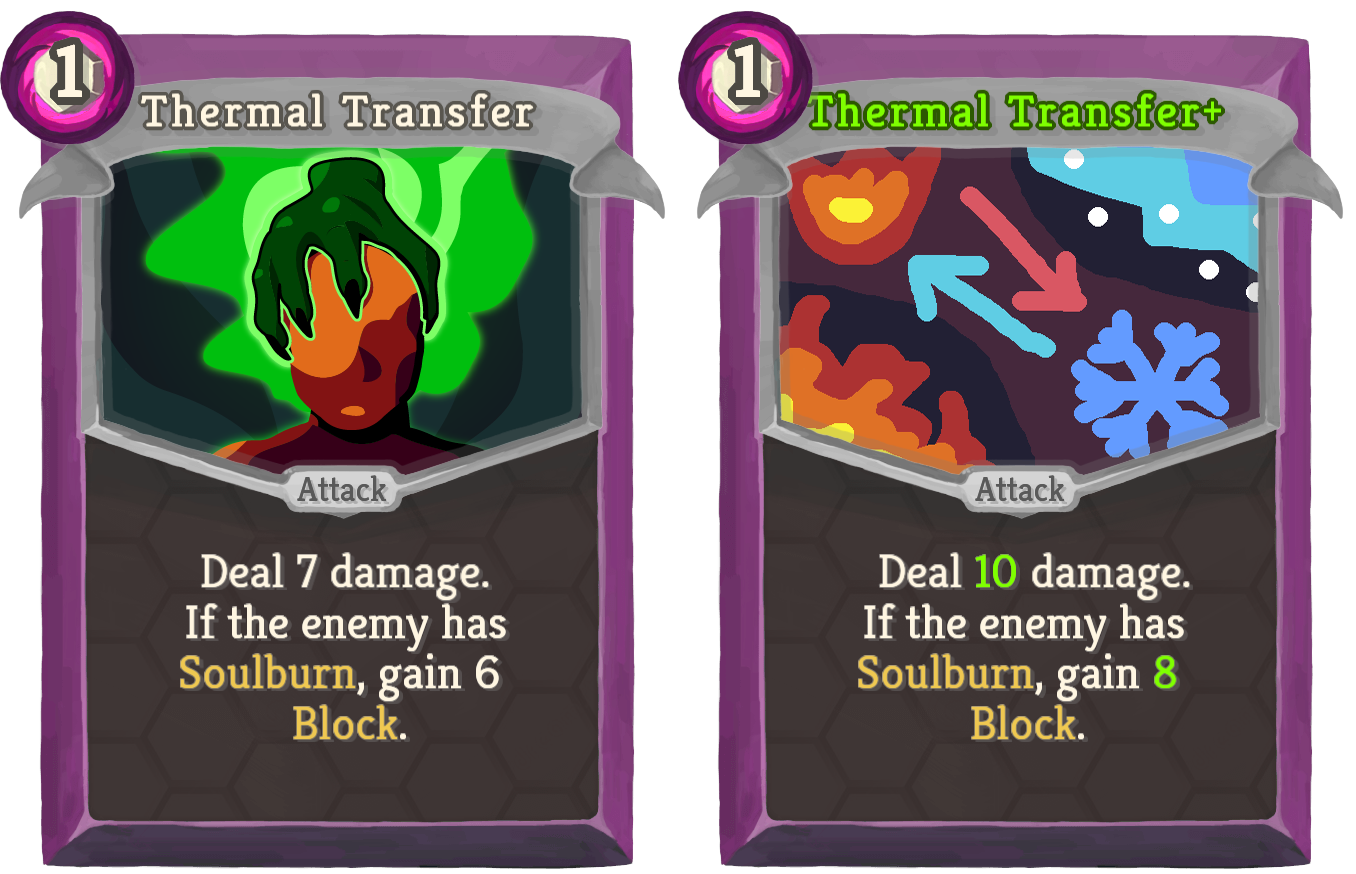 1
Thermal Transfer
Attack
Deal 7 damage.
If the enemy has
Soulburn, gain 6
Block.
1
Thermal Transfer+
Attack
Deal 10 damage.
If the enemy has
Soulburn, gain 8
Block.